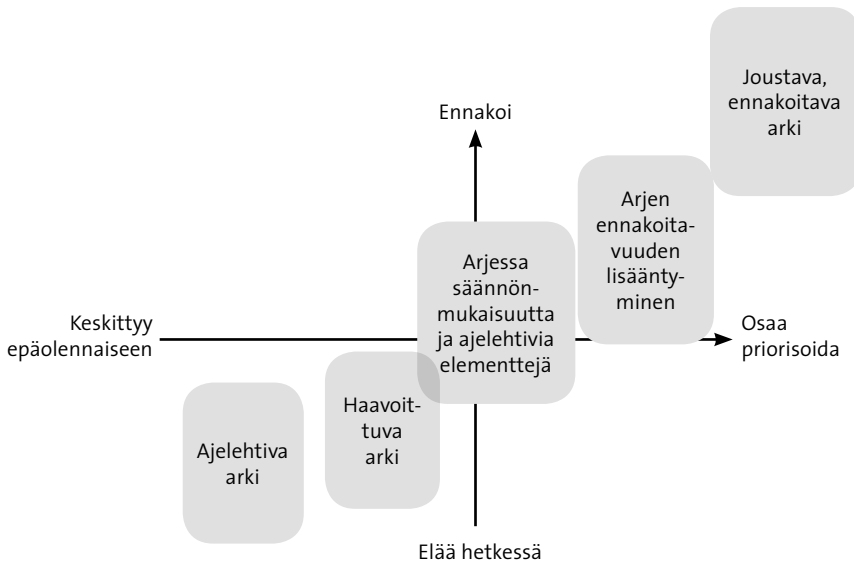 Joustava,
ennakoitava
arki
Ennakoi
Arjen
ennakoita-
vuuden
lisäänty-
minen
Arjessa
säännön-
mukaisuutta
ja ajelehtivia
elementtejä
Keskittyy
epäolennaiseen
Osaa
priorisoida
Haavoit-
tuva
arki
Ajelehtiva
arki
Elää hetkessä